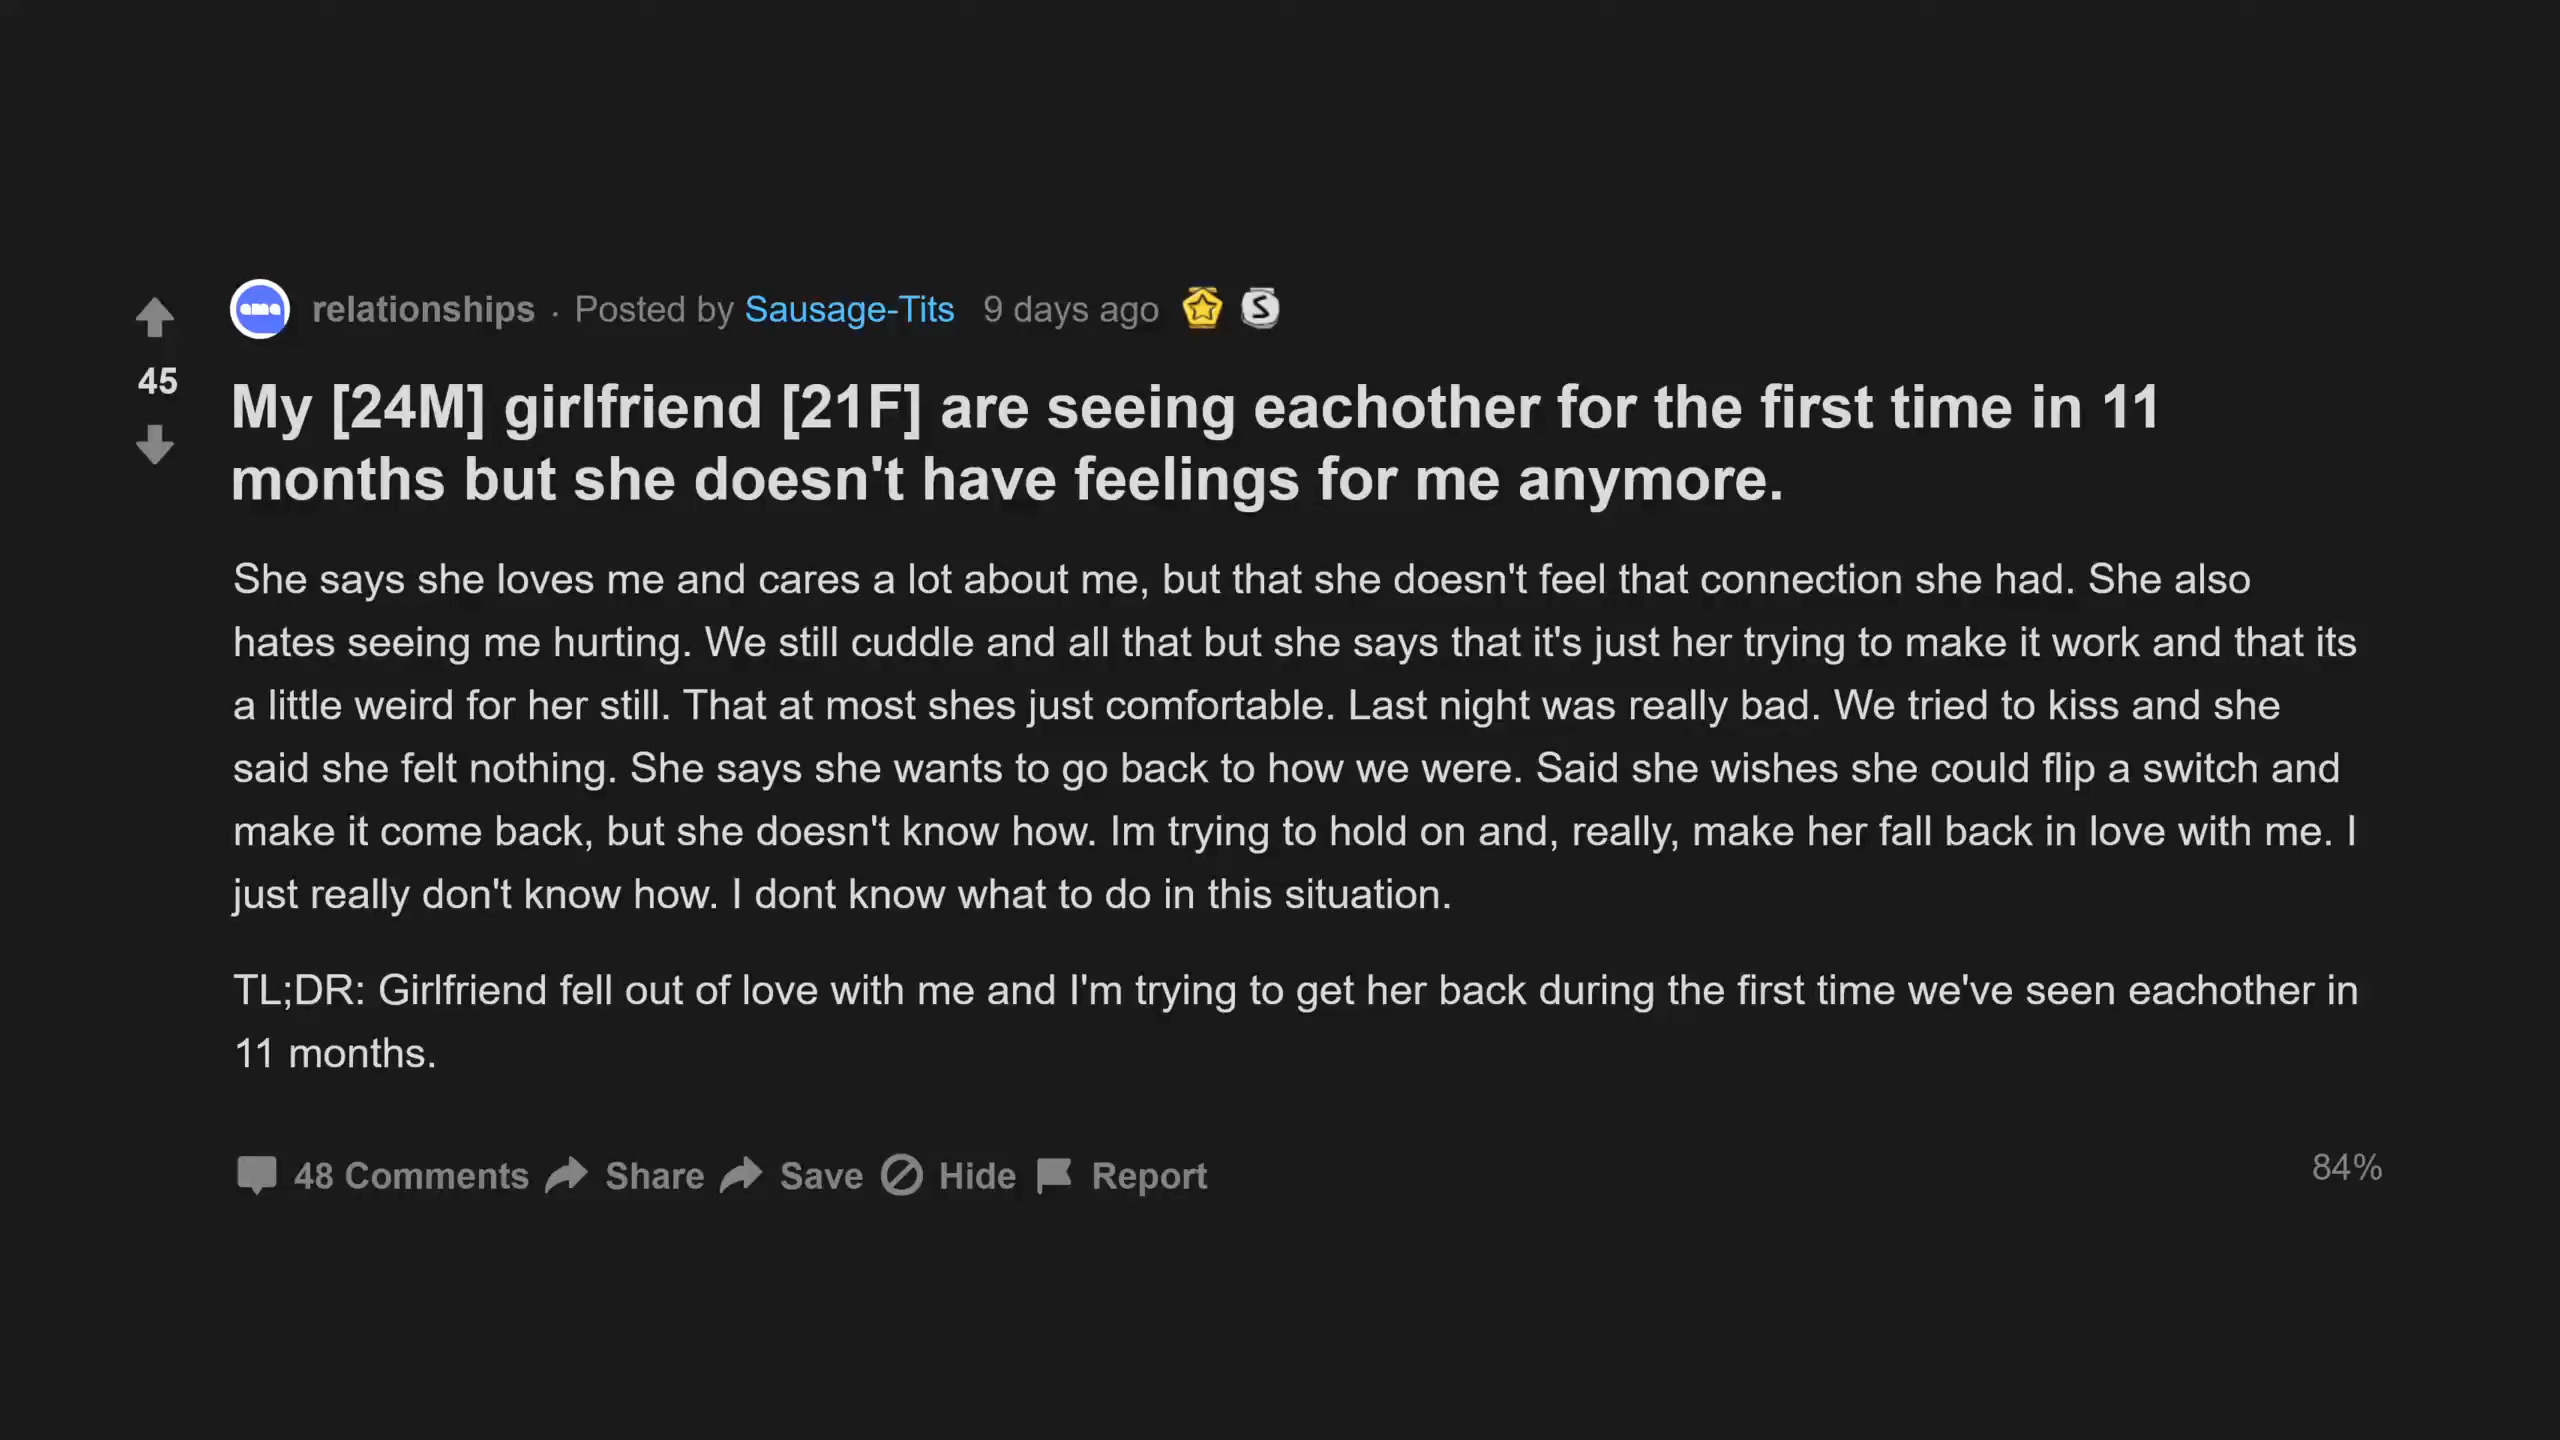 relationships · Posted by Sausage-Tits 9 days ago
45
My [24M] girlfriend [21F] are seeing eachother for the first time in 11
months but she doesn't have feelings for me anymore.
She says she loves me and cares a lot about me, but that she doesn't feel that connection she had. She also
hates seeing me hurting. We still cuddle and all that but she says that it's just her trying to make it work and that its
a little weird for her still. That at most shes just comfortable. Last night was really bad. We tried to kiss and she
said she felt nothing. She says she wants to go back to how we were. Said she wishes she could flip a switch and
make it come back, but she doesn't know how. Im trying to hold on and, really, make her fall back in love with me. I
just really don't know how. I dont know what to do in this situation.
TL;DR: Girlfriend fell out of love with me and I'm trying to get her back during the first time we've seen eachother in
11 months.
48 Comments Share Save Hide Report 84%